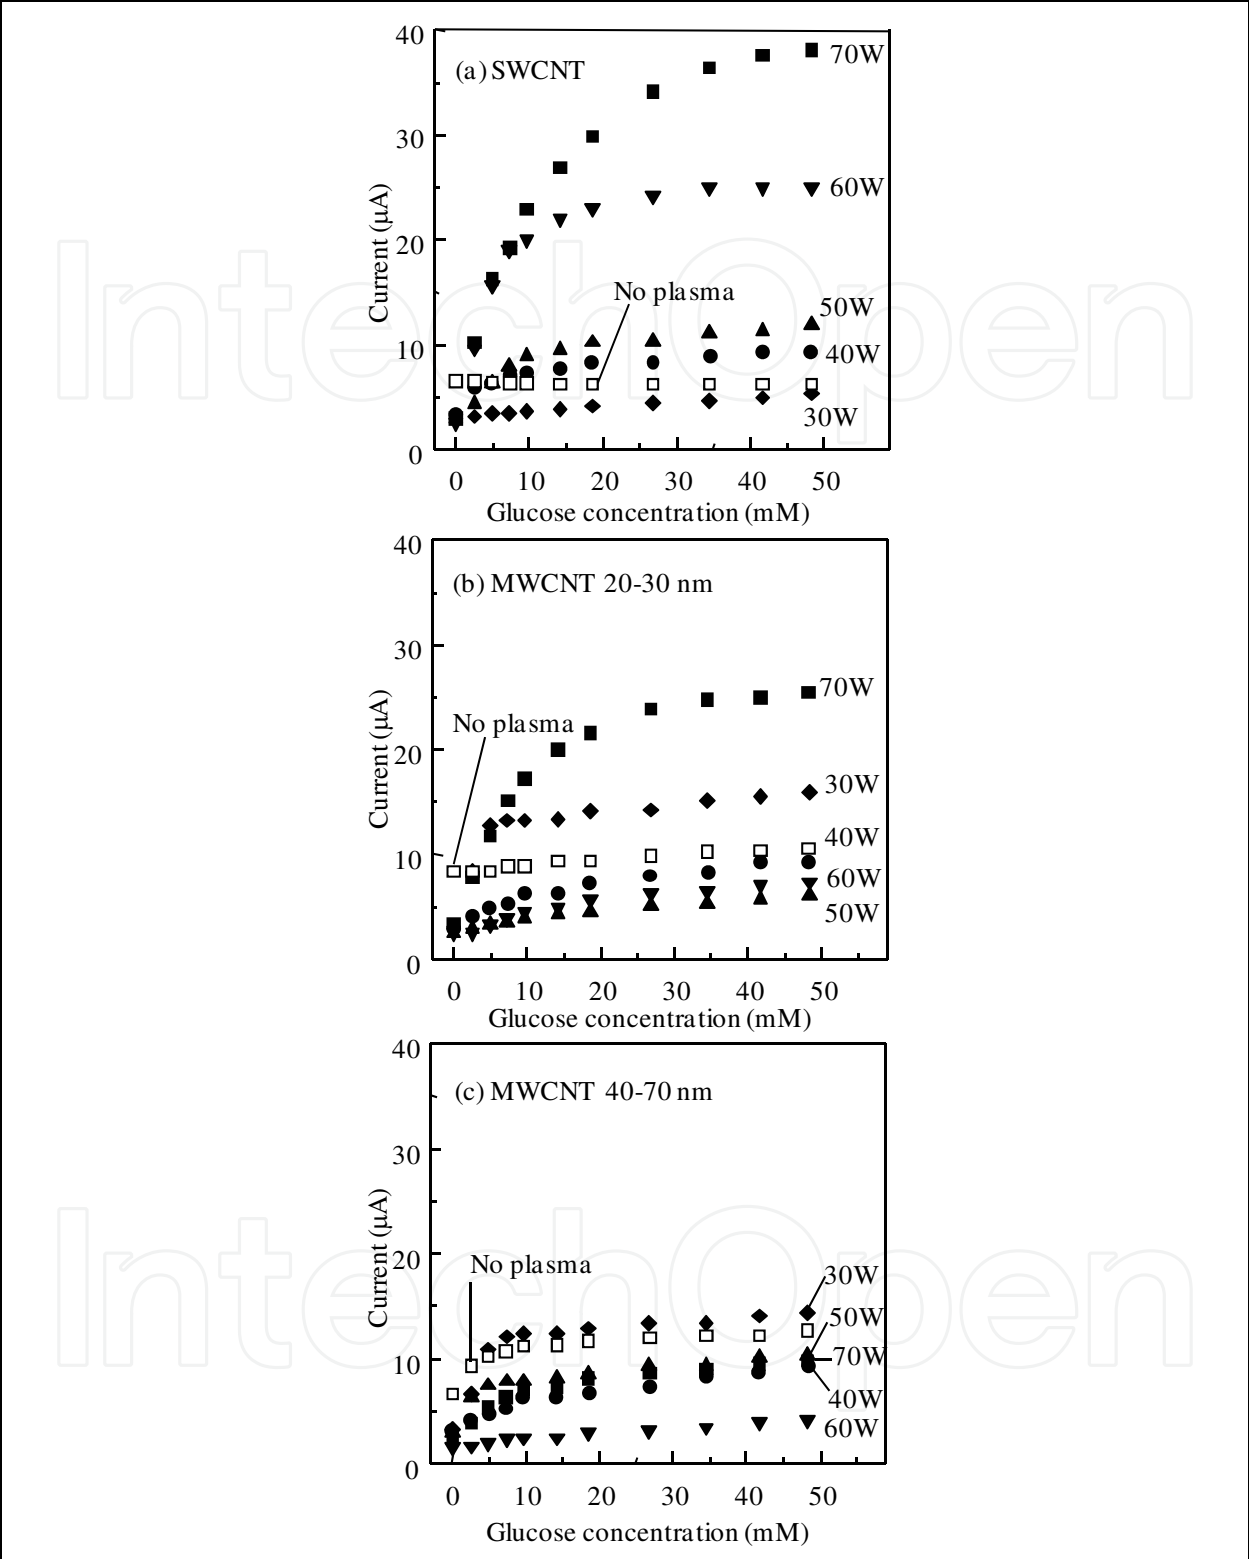 40
(a) SWCNT
70W
30
60W
20
Current (μA)
No plasma
50W
10
40W
30W
0
0 10 20 30 40 50
Glucose concentration (mM)
40
(b) MWCNT 20-30 nm
30
70W
No plasma
20
Current (μA)
30W
40W
10
60W
50W
0
0 10 20 30 40 50
Glucose concentration (mM)
40
(c) MWCNT 40-70 nm
30
20
Current (μA)
No plasma
30W
50W
10
70W
40W
60W
0
0 10 20 30 40 50
Glucose concentration (mM)
IntechOpen
IntechOpen